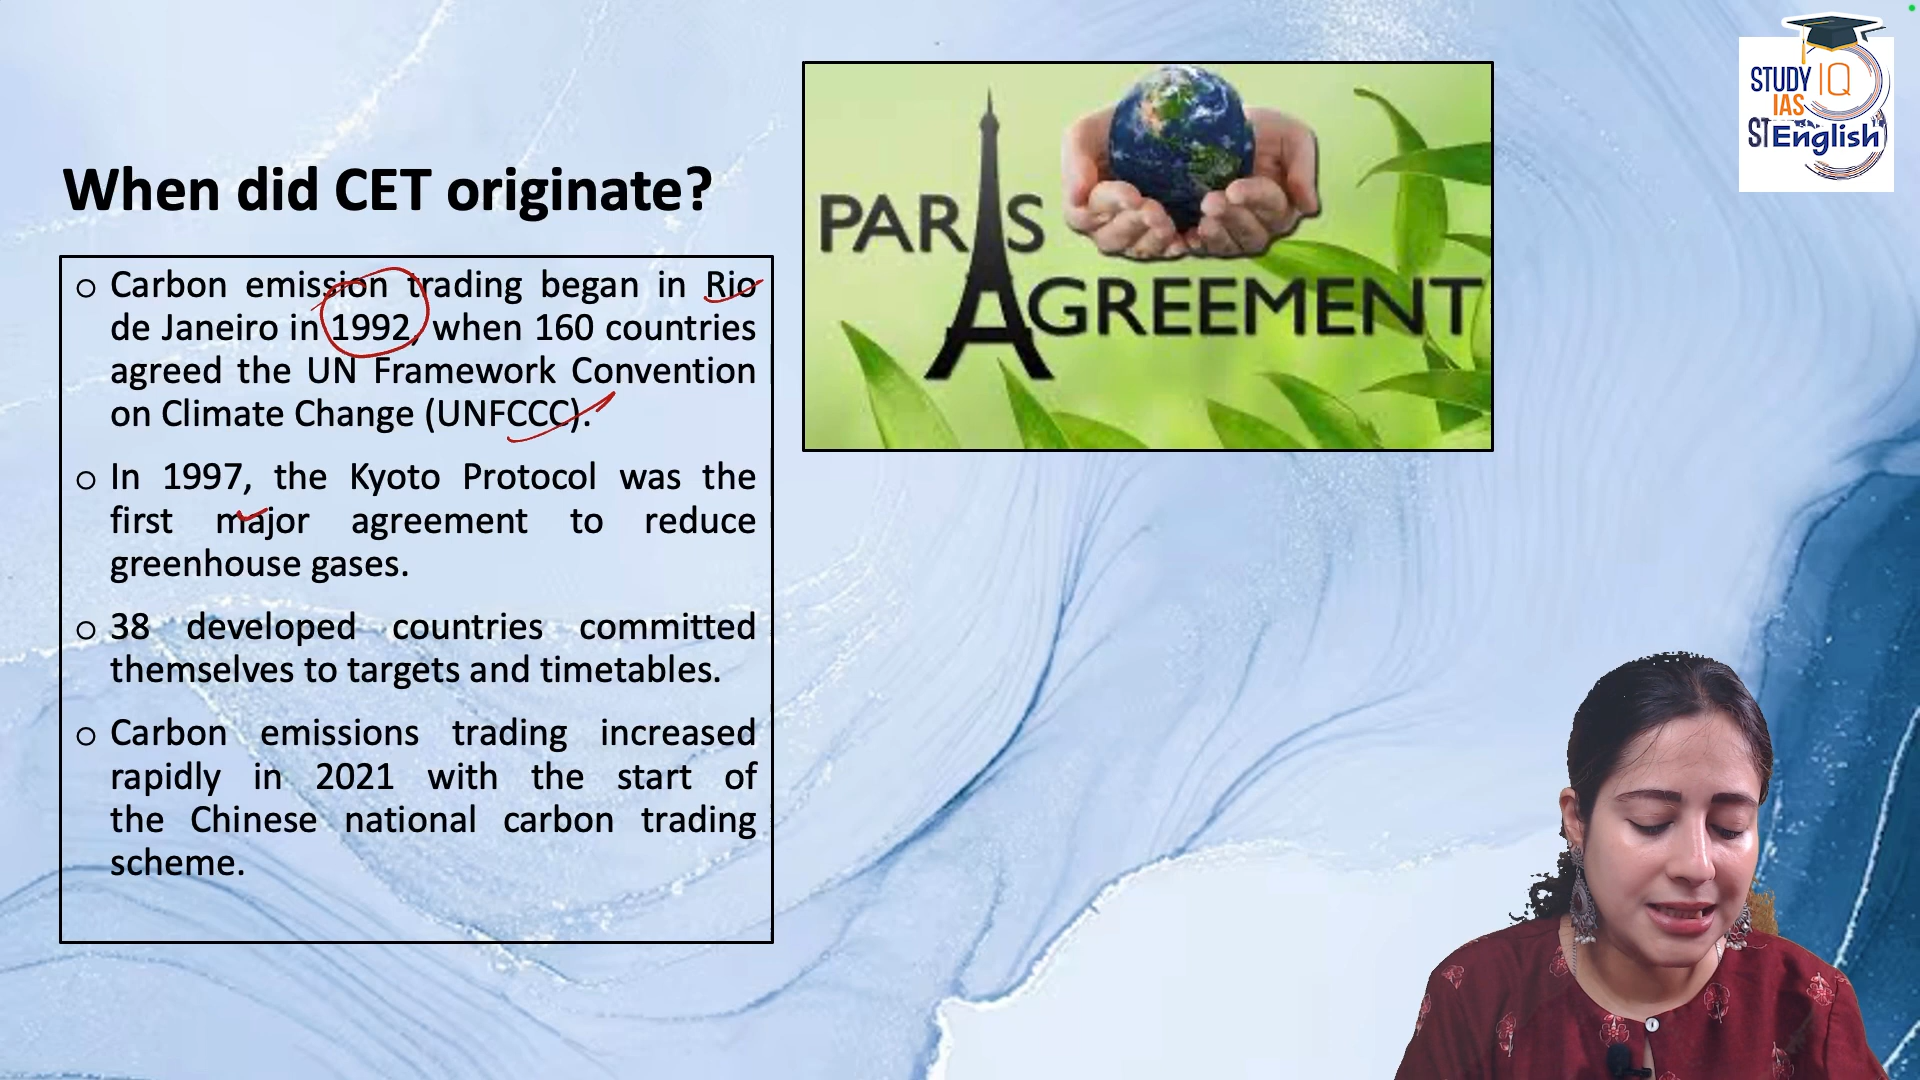 STUDY IQ
IAS
STEnglish
PARIS
AGREEMENT
When did CET originate?
○ Carbon emission trading began in Rio
de Janeiro in 1992, when 160 countries
agreed the UN Framework Convention
on Climate Change (UNFCCC).
○ In 1997, the Kyoto Protocol was the
first major agreement to reduce
greenhouse gases.
○ 38 developed countries committed
themselves to targets and timetables.
○ Carbon emissions trading increased
rapidly in 2021 with the start of
the Chinese national carbon trading
scheme.